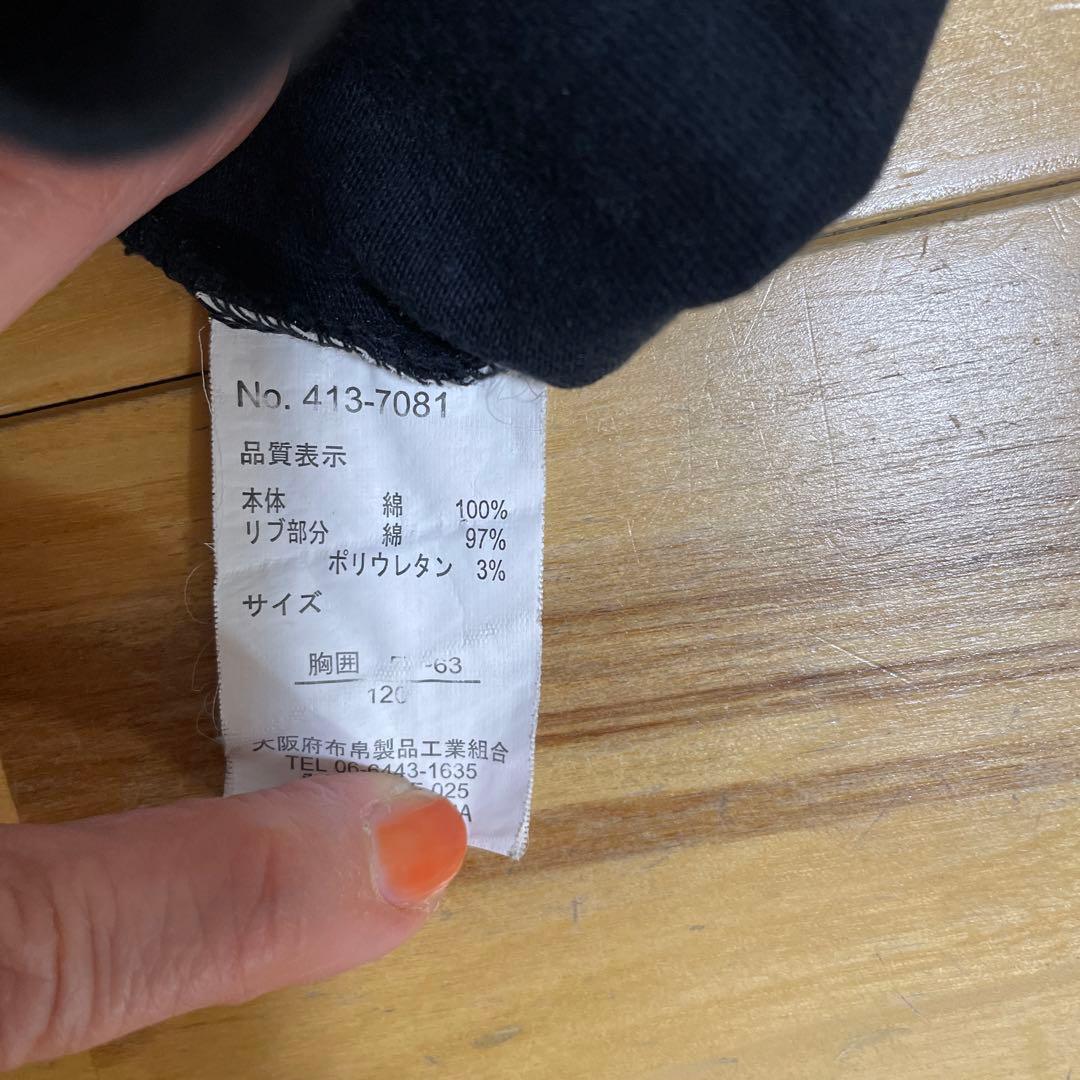 No. 413-7081
品質表示
本体 綿 100%
リブ部分 綿 97%
ポリウレタン 3%
サイズ
胸囲 -63
120
大阪府布帛製品工業組合
TEL 06-6443-1635
025